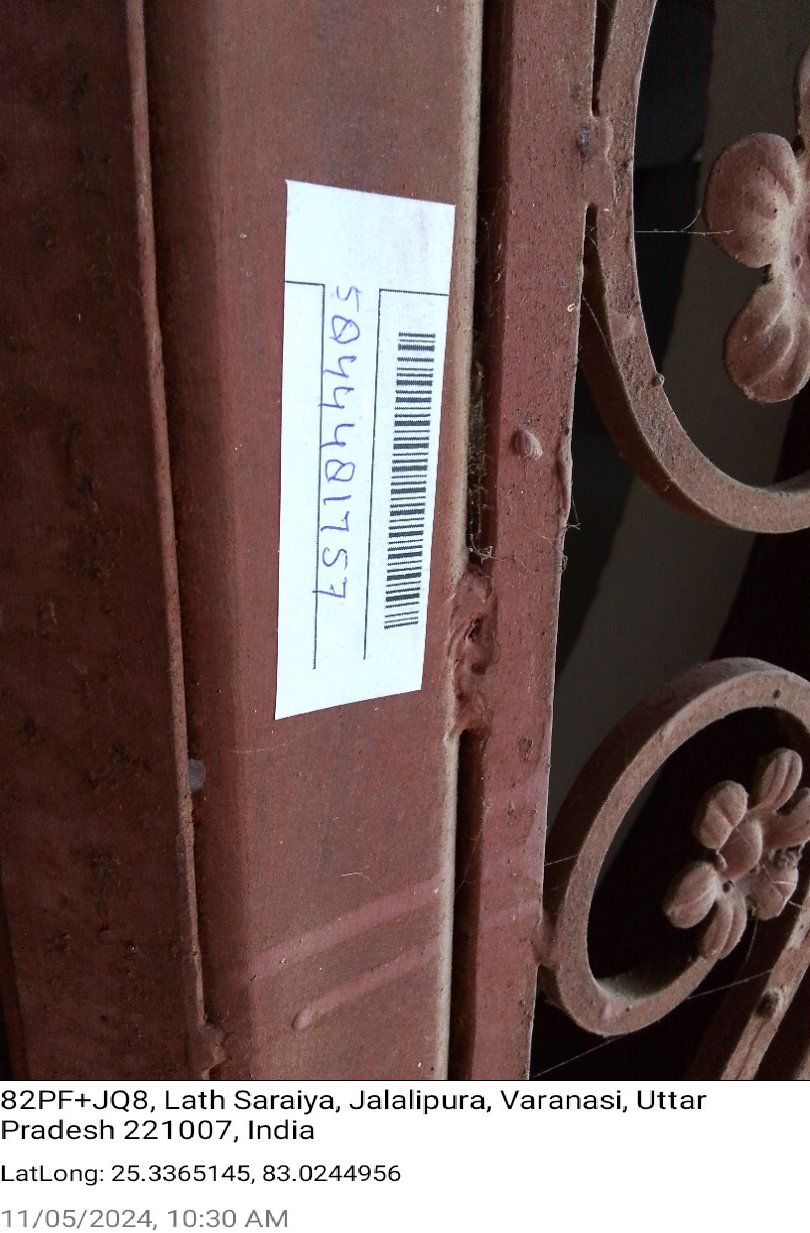 5044481757
82PF+JQ8, Lath Saraiya, Jalalipura, Varanasi, Uttar
Pradesh 221007, India
LatLong: 25.3365145, 83.0244956
11/05/2024, 10:30 AM